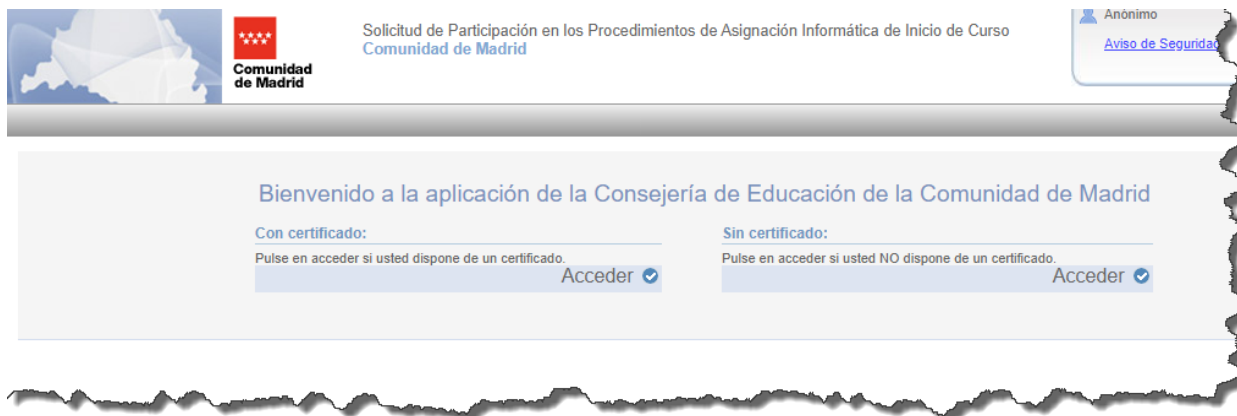 Comunidad
de Madrid
Solicitud de Participación en los Procedimientos de Asignación Informática de Inicio de Curso
Comunidad de Madrid
Anónimo
Aviso de Seguridad
Bienvenido a la aplicación de la Consejería de Educación de la Comunidad de Madrid
Con certificado:
Pulse en acceder si usted dispone de un certificado.
Acceder
Sin certificado:
Pulse en acceder si usted NO dispone de un certificado.
Acceder